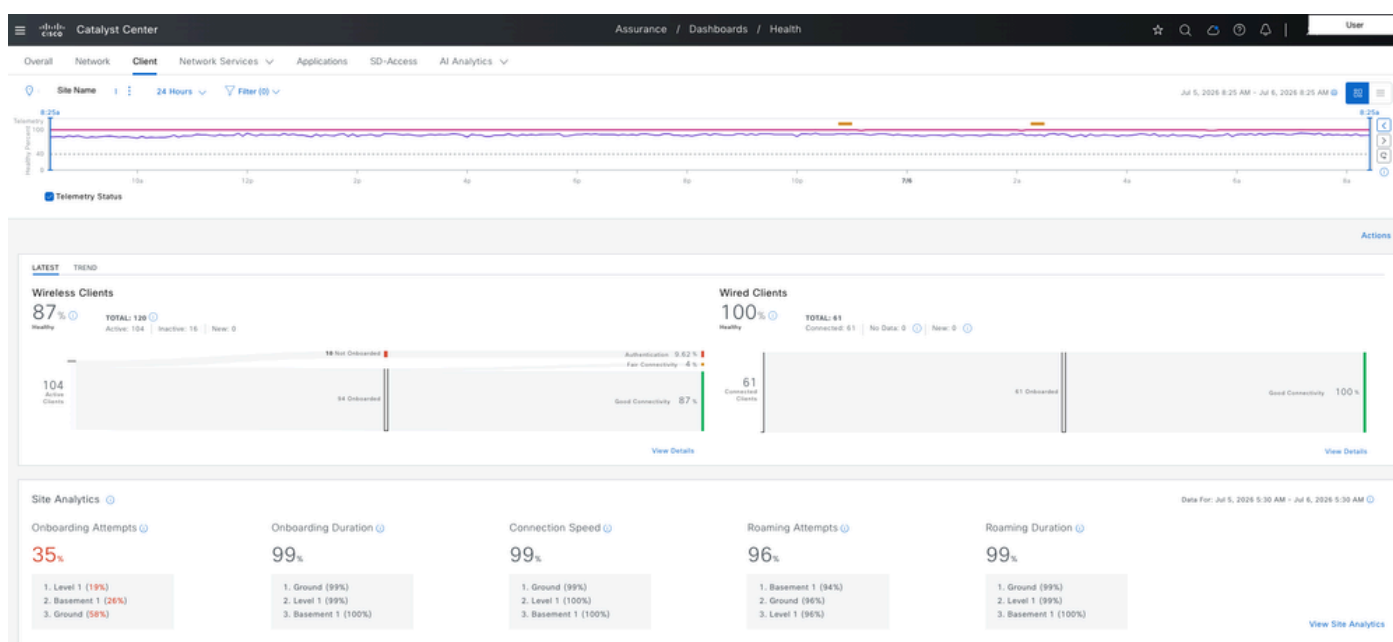 cisco Catalyst Center
Assurance / Dashboards / Health
User
Overall Network Client Network Services Applications SD-Access AI Analytics
Site Name 24 Hours Filter (0)
Jul 5, 2026 8:25 AM - Jul 6, 2026 8:25 AM
8:25a 8:25a
Telemetry
Healthy Percent
100
40
0
10a 12p 2p 4p 6p 8p 10p 7/6 2a 4a 6a 8a
Telemetry Status
Actions
LATEST TREND
Wireless Clients
87%
Healthy
TOTAL: 120
Active: 104 | Inactive: 16 | New: 0
104
Active
Clients
10 Not Onboarded
94 Onboarded
Authentication 9.62 %
Fair Connectivity 4 %
Good Connectivity 87 %
View Details
Wired Clients
100%
Healthy
TOTAL: 61
Connected: 61 | No Data: 0 | New: 0
61
Connected
Clients
61 Onboarded
Good Connectivity 100 %
View Details
Site Analytics
Data For: Jul 5, 2026 5:30 AM - Jul 6, 2026 5:30 AM
Onboarding Attempts
35%
1. Level 1 (19%)
2. Basement 1 (26%)
3. Ground (58%)
Onboarding Duration
99%
1. Ground (99%)
2. Level 1 (99%)
3. Basement 1 (100%)
Connection Speed
99%
1. Ground (99%)
2. Level 1 (100%)
3. Basement 1 (100%)
Roaming Attempts
96%
1. Basement 1 (94%)
2. Ground (96%)
3. Level 1 (96%)
Roaming Duration
99%
1. Ground (99%)
2. Level 1 (99%)
3. Basement 1 (100%)
View Site Analytics